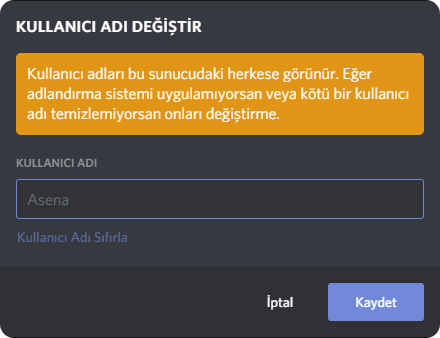 KULLANICI ADI DEĞİŞTİR
Kullanıcı adları bu sunucudaki herkese görünür. Eğer
adlandırma sistemi uygulamıyorsan veya kötü bir kullanıcı
adı temizlemiyorsan onları değiştirme.
KULLANICI ADI
Asena
Kullanıcı Adı Sıfırla
İptal
Kaydet